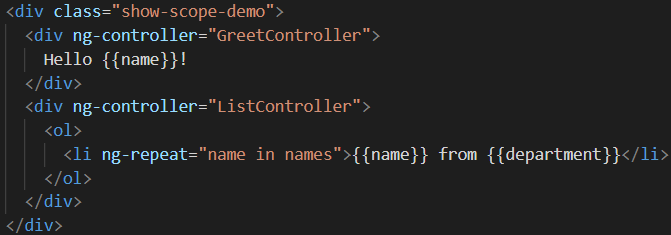 <div class="show-scope-demo">
  <div ng-controller="GreetController">
    Hello {{name}}!
  </div>
  <div ng-controller="ListController">
    <ol>
      <li ng-repeat="name in names">{{name}} from {{department}}</li>
    </ol>
  </div>
</div>